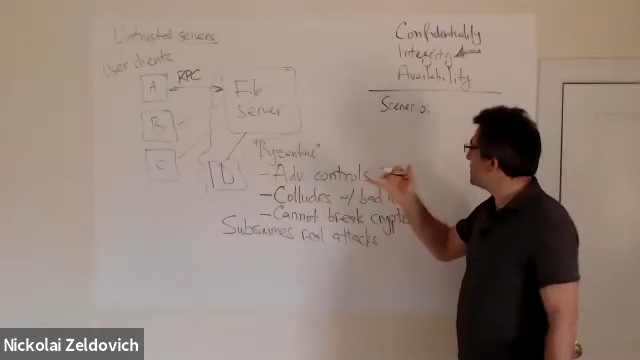 Untrusted servers
User clients
A
RPC
File
Server
B
C
D
"Byzantine"
- Adv controls
- Colludes w/ bad
- Cannot break crypto
Subsumes real attacks
Confidentiality
Integrity
Availability
Scenario:
Nickolai Zeldovich